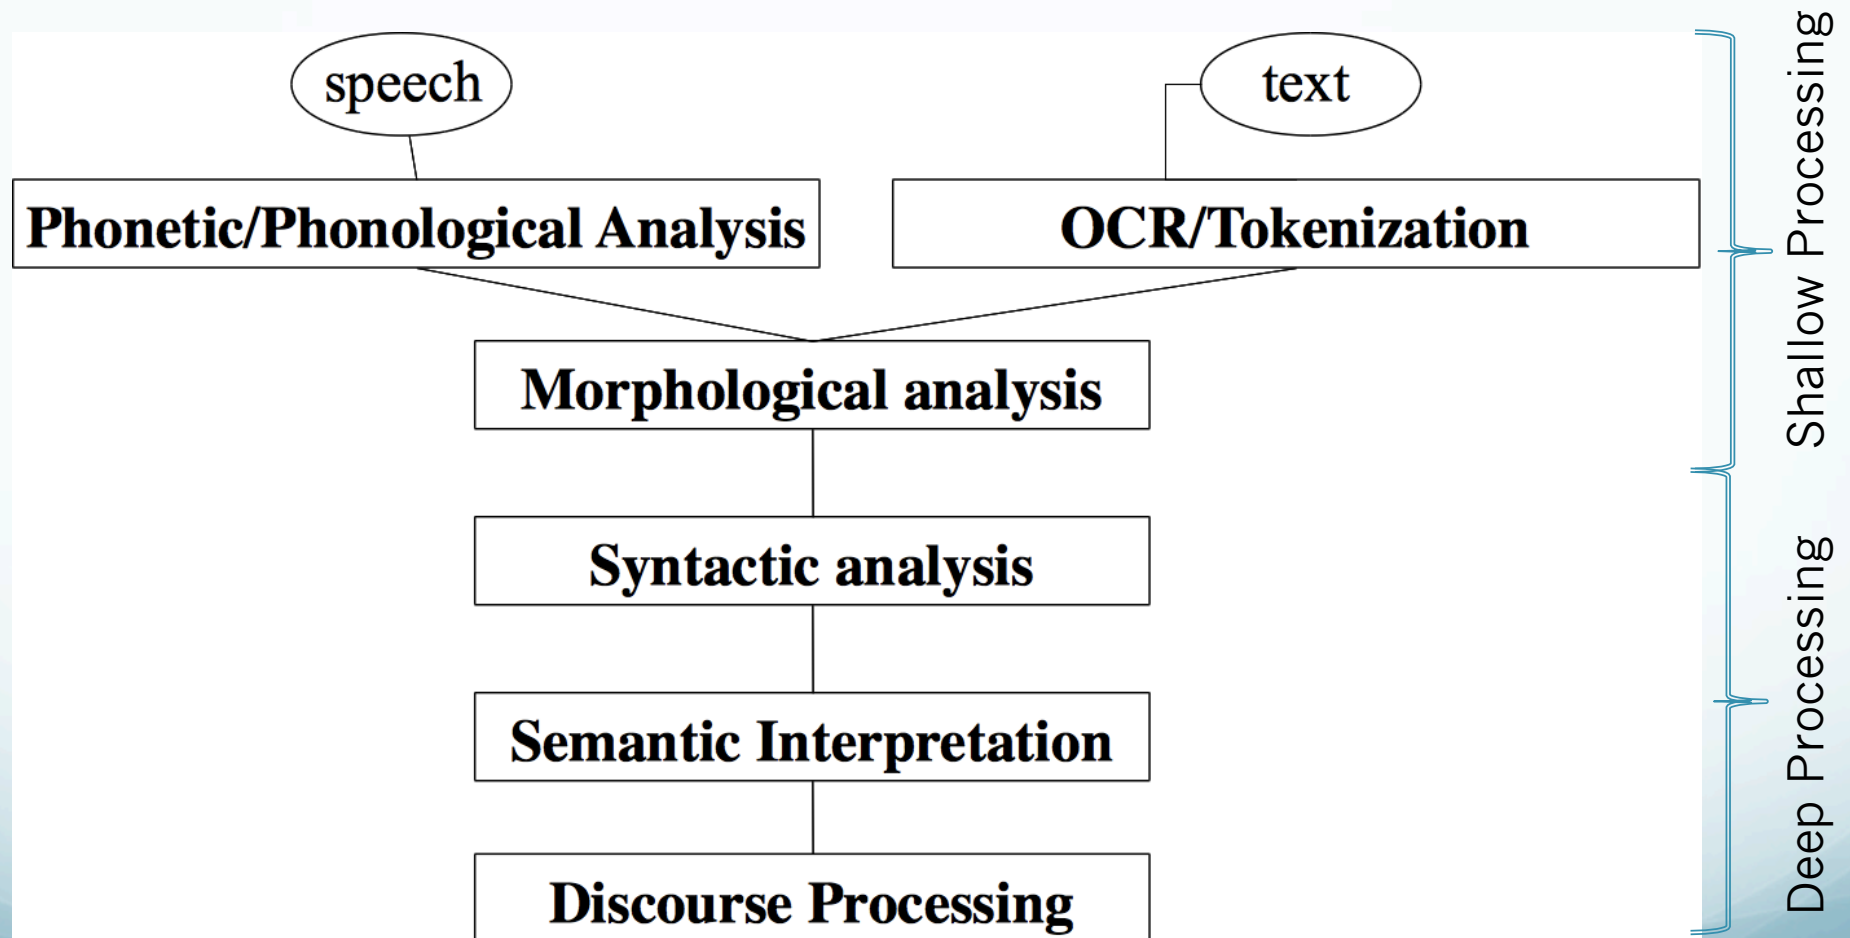 speech
text
Phonetic/Phonological Analysis
OCR/Tokenization
Morphological analysis
Syntactic analysis
Semantic Interpretation
Discourse Processing
Shallow Processing
Deep Processing